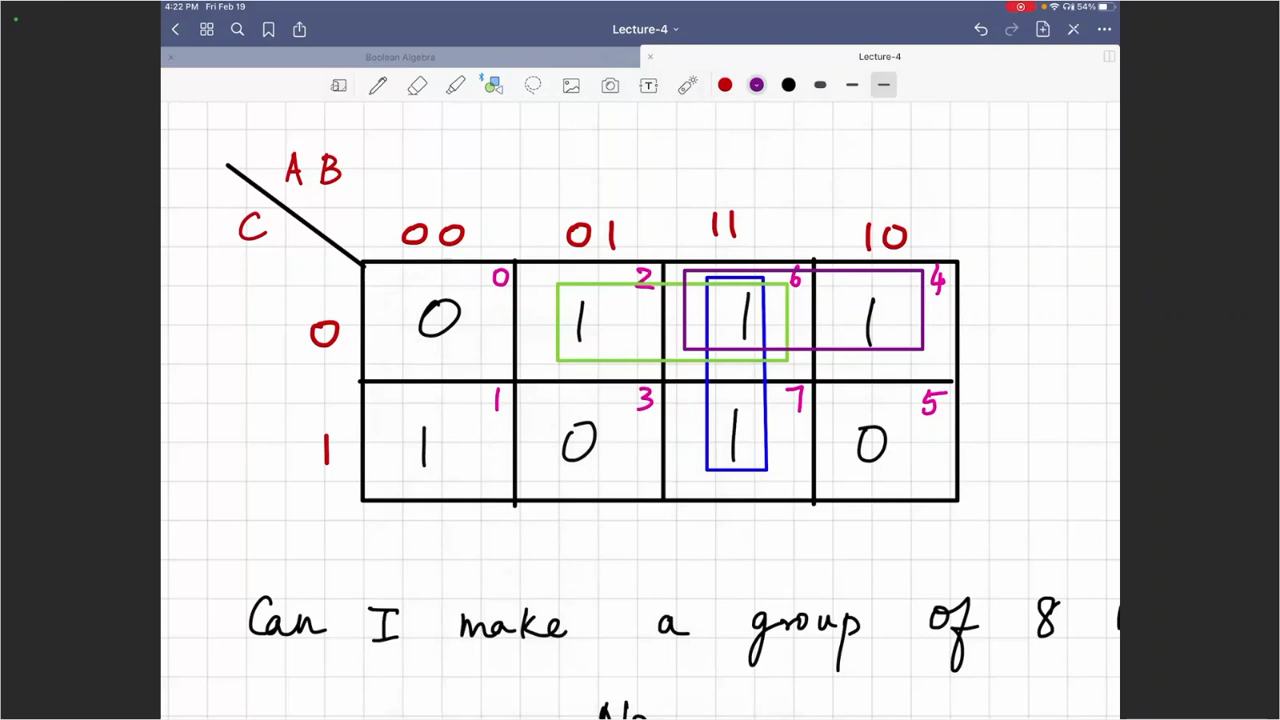 4:22 PM Fri Feb 19
54%
Lecture-4
Boolean Algebra
Lecture-4
A B
C
00 01 11 10
0 2 6 4
0 0 1 1 1
1 3 7 5
1 1 0 1 0
Can I make a group of 8
No